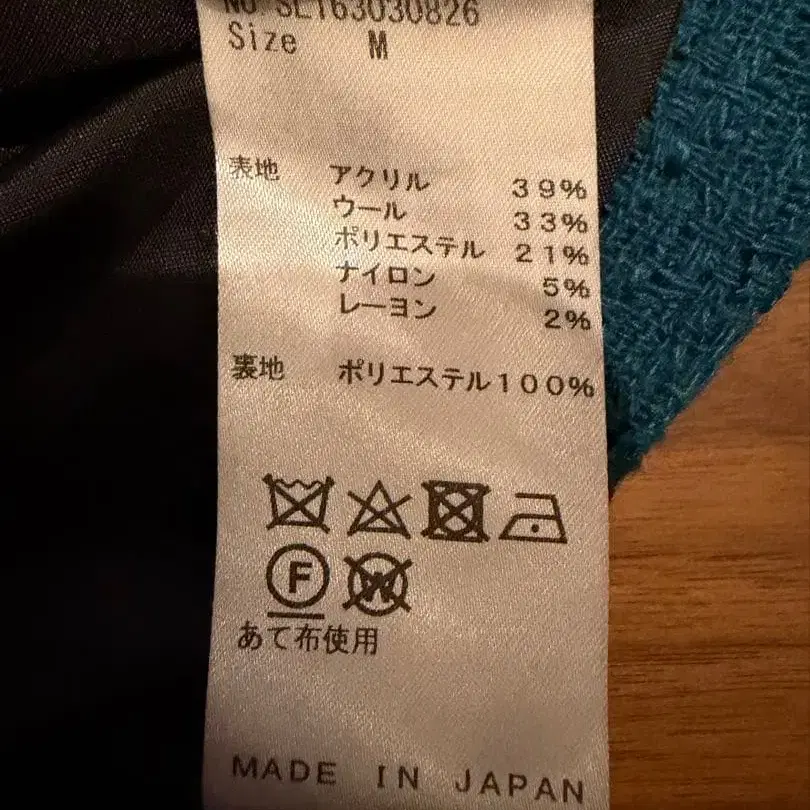 No. SL163030826
Size M
表地 アクリル 39%
ウール 33%
ポリエステル 21%
ナイロン 5%
レーヨン 2%
裏地 ポリエステル100%
F W
あて布使用
MADE IN JAPAN